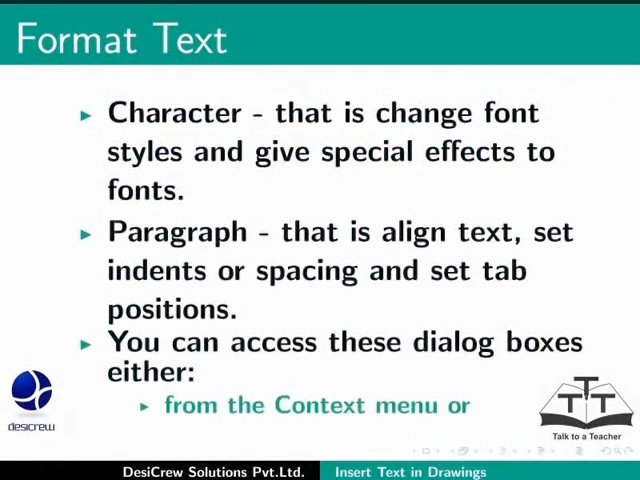 Format Text
Character - that is change font
styles and give special effects to
fonts.
Paragraph - that is align text, set
indents or spacing and set tab
positions.
You can access these dialog boxes
either:
from the Context menu or
desicrew
TTT
Talk to a Teacher
DesiCrew Solutions Pvt.Ltd. Insert Text in Drawings